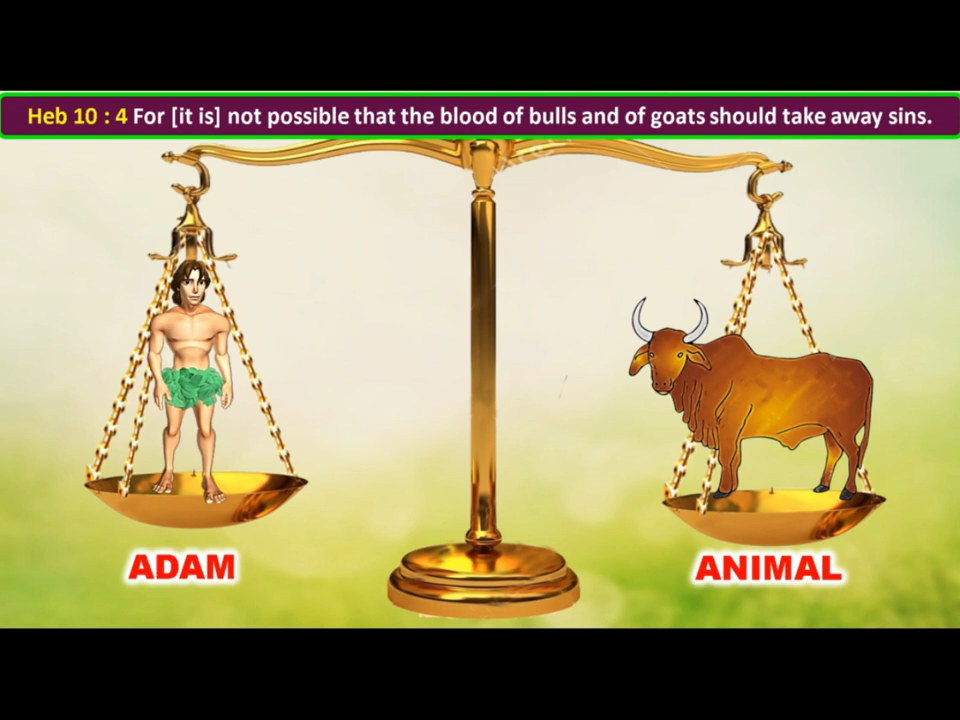 Heb 10 : 4 For [it is] not possible that the blood of bulls and of goats should take away sins.
ADAM
ANIMAL